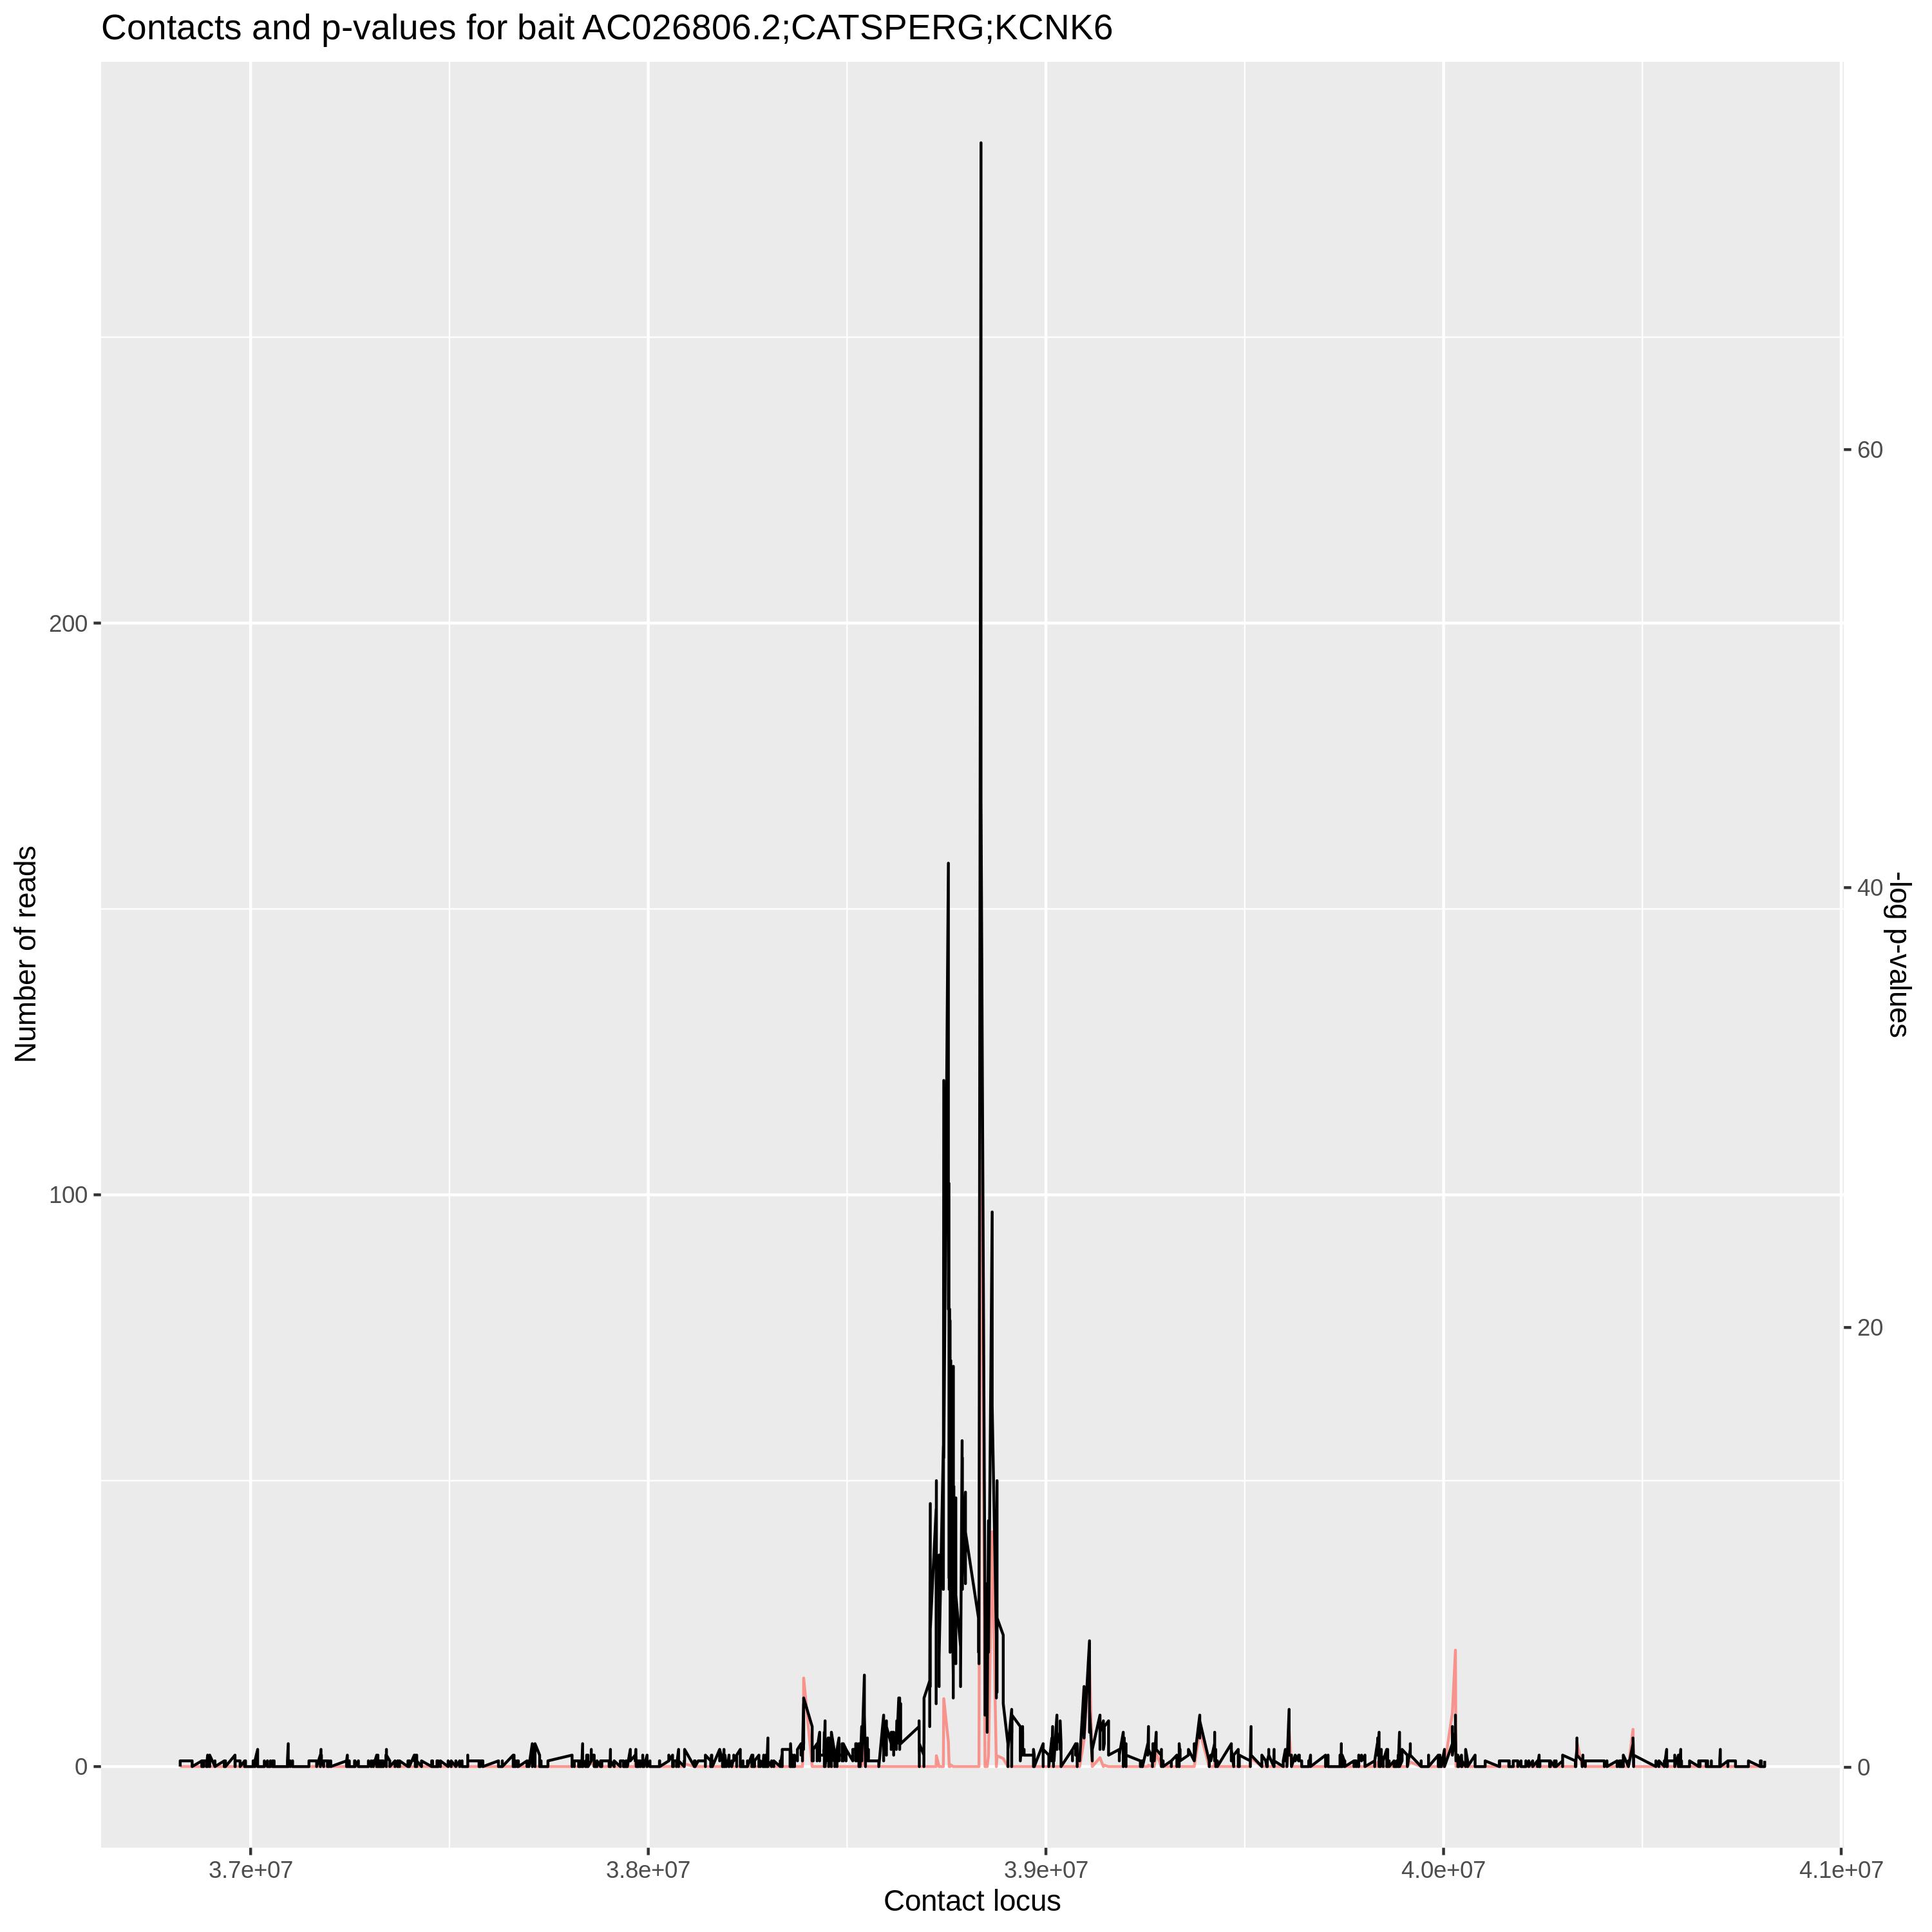 Contacts and p-values for bait AC026806.2;CATSPERG;KCNK6
Number of reads
200
100
0
60
40
20
0
-log p-values
3.7e+07
3.8e+07
3.9e+07
4.0e+07
4.1e+07
Contact locus